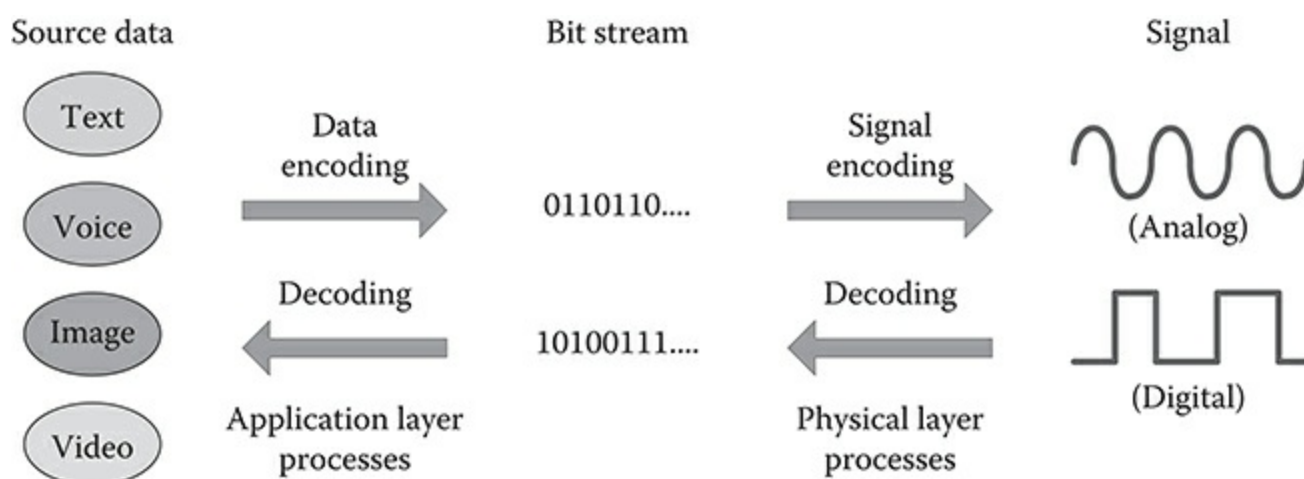 Source data
Bit stream
Signal
Text
Voice
Image
Video
Data
encoding
Decoding
Application layer
processes
0110110....
10100111....
Signal
encoding
Decoding
Physical layer
processes
(Analog)
(Digital)